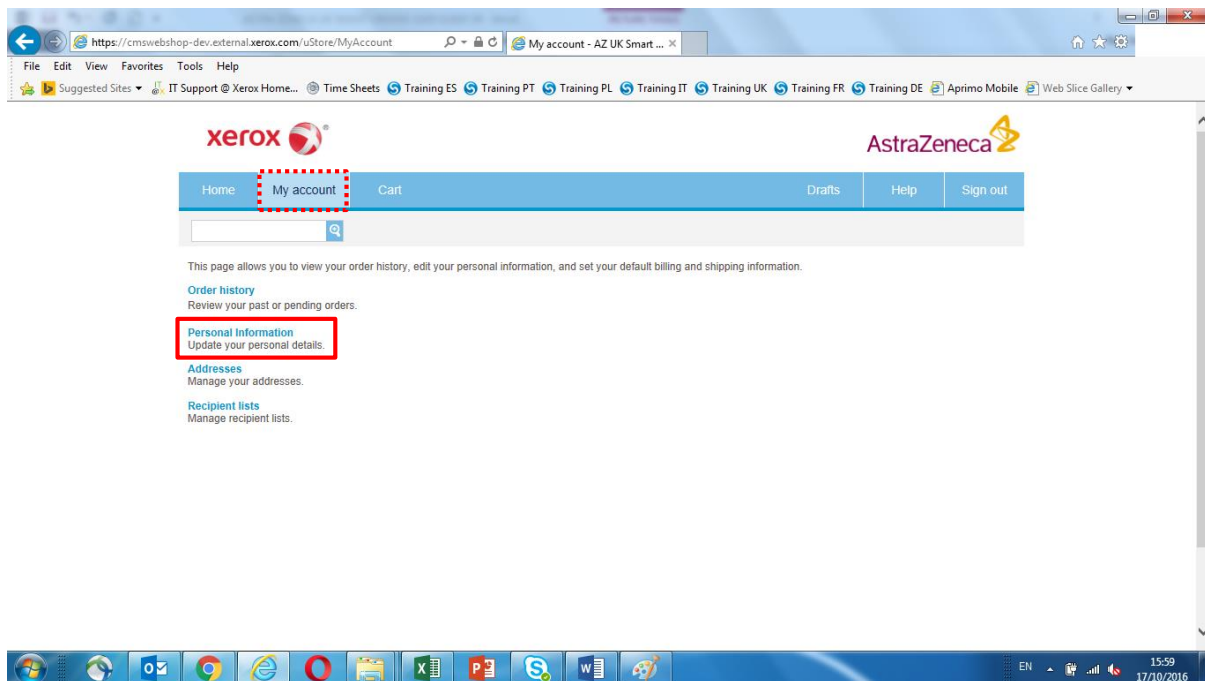 https://cmswebshop-dev.external.xerox.com/uStore/MyAccount
My account - AZ UK Smart ...
File Edit View Favorites Tools Help
Suggested Sites IT Support @ Xerox Home... Time Sheets Training ES Training PT Training PL Training IT Training UK Training FR Training DE Aprimo Mobile Web Slice Gallery
xerox AstraZeneca
Home My account Cart Drafts Help Sign out
This page allows you to view your order history, edit your personal information, and set your default billing and shipping information.
Order history
Review your past or pending orders.
Personal Information
Update your personal details.
Addresses
Manage your addresses.
Recipient lists
Manage recipient lists.
EN 15:59
17/10/2016